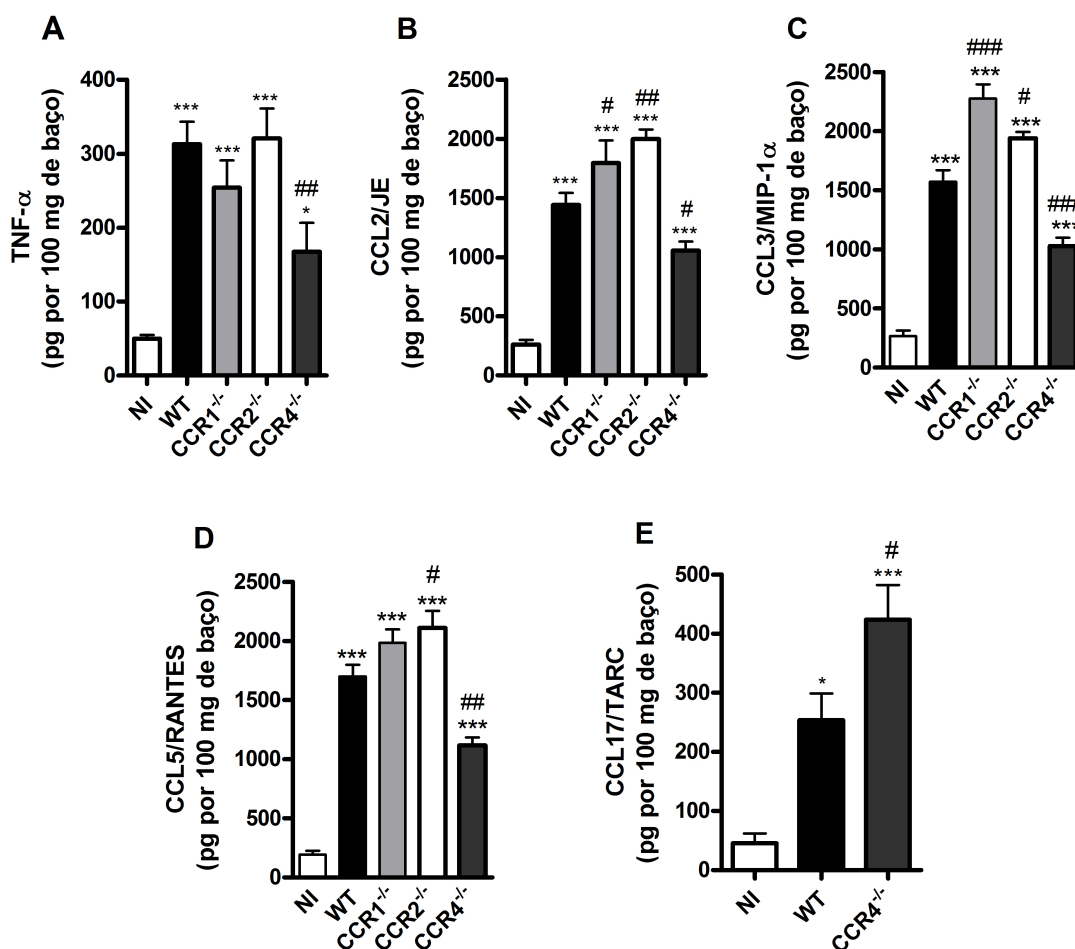 A
TNF-α
(pg por 100 mg de baço)
400
300
200
100
0
***
***
***
##
*
NI
WT
CCR1-/-
CCR2-/-
CCR4-/-
B
CCL2/JE
(pg por 100 mg de baço)
2500
2000
1500
1000
500
0
***
#
***
##
***
#
***
NI
WT
CCR1-/-
CCR2-/-
CCR4-/-
C
CCL3/MIP-1α
(pg por 100 mg de baço)
2500
2000
1500
1000
500
0
***
###
***
#
***
###
***
NI
WT
CCR1-/-
CCR2-/-
CCR4-/-
D
CCL5/RANTES
(pg por 100 mg de baço)
2500
2000
1500
1000
500
0
***
***
#
***
##
***
NI
WT
CCR1-/-
CCR2-/-
CCR4-/-
E
CCL17/TARC
(pg por 100 mg de baço)
500
400
300
200
100
0
*
#
***
NI
WT
CCR4-/-